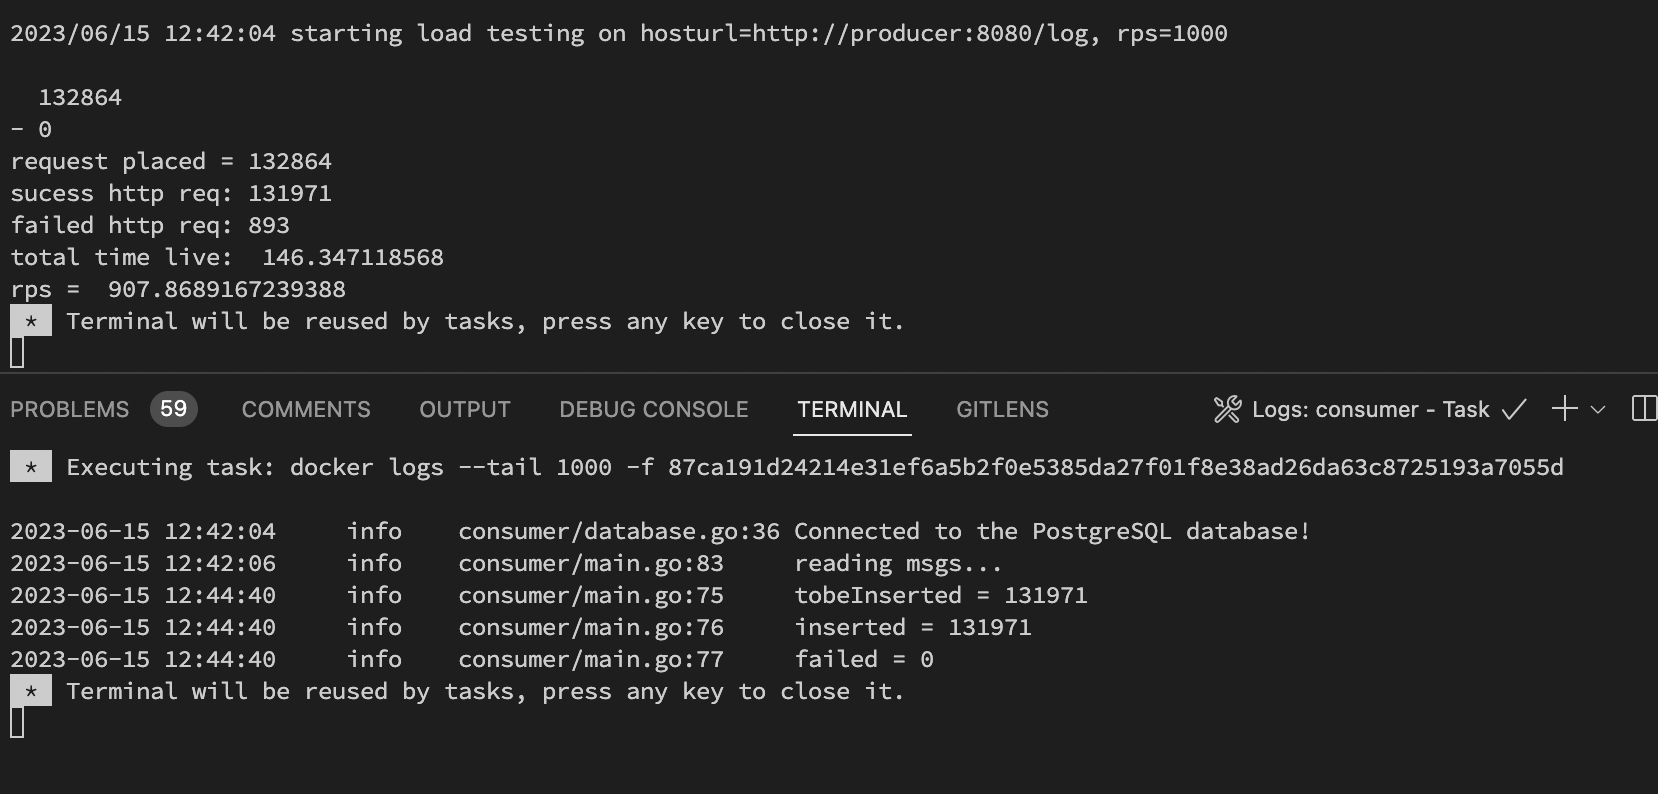 2023/06/15 12:42:04 starting load testing on hosturl=http://producer:8080/log, rps=1000
132864
- 0
request placed = 132864
sucess http req: 131971
failed http req: 893
total time live:  146.347118568
rps =  907.8689167239388
* Terminal will be reused by tasks, press any key to close it.
PROBLEMS 59 COMMENTS OUTPUT DEBUG CONSOLE TERMINAL GITLENS Logs: consumer - Task
* Executing task: docker logs --tail 1000 -f 87ca191d24214e31ef6a5b2f0e5385da27f01f8e38ad26da63c8725193a7055d
2023-06-15 12:42:04     info    consumer/database.go:36 Connected to the PostgreSQL database!
2023-06-15 12:42:06     info    consumer/main.go:83     reading msgs...
2023-06-15 12:44:40     info    consumer/main.go:75     tobeInserted = 131971
2023-06-15 12:44:40     info    consumer/main.go:76     inserted = 131971
2023-06-15 12:44:40     info    consumer/main.go:77     failed = 0
* Terminal will be reused by tasks, press any key to close it.